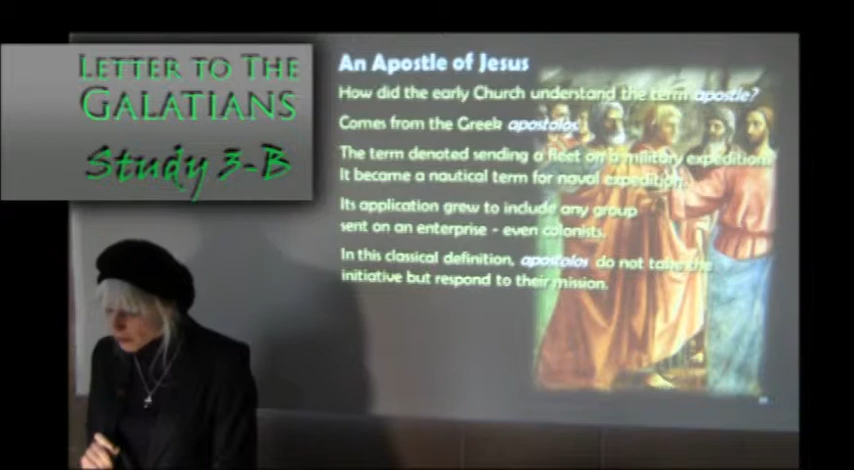 LETTER TO THE
GALATIANS
Study 3-B
An Apostle of Jesus
How did the early Church understand the term apostle?
Comes from the Greek apostolos.
The term denoted sending a fleet on a military expedition.
It became a nautical term for naval expedition.
Its application grew to include any group
sent on an enterprise - even colonists.
In this classical definition, apostolos do not take the
initiative but respond to their mission.